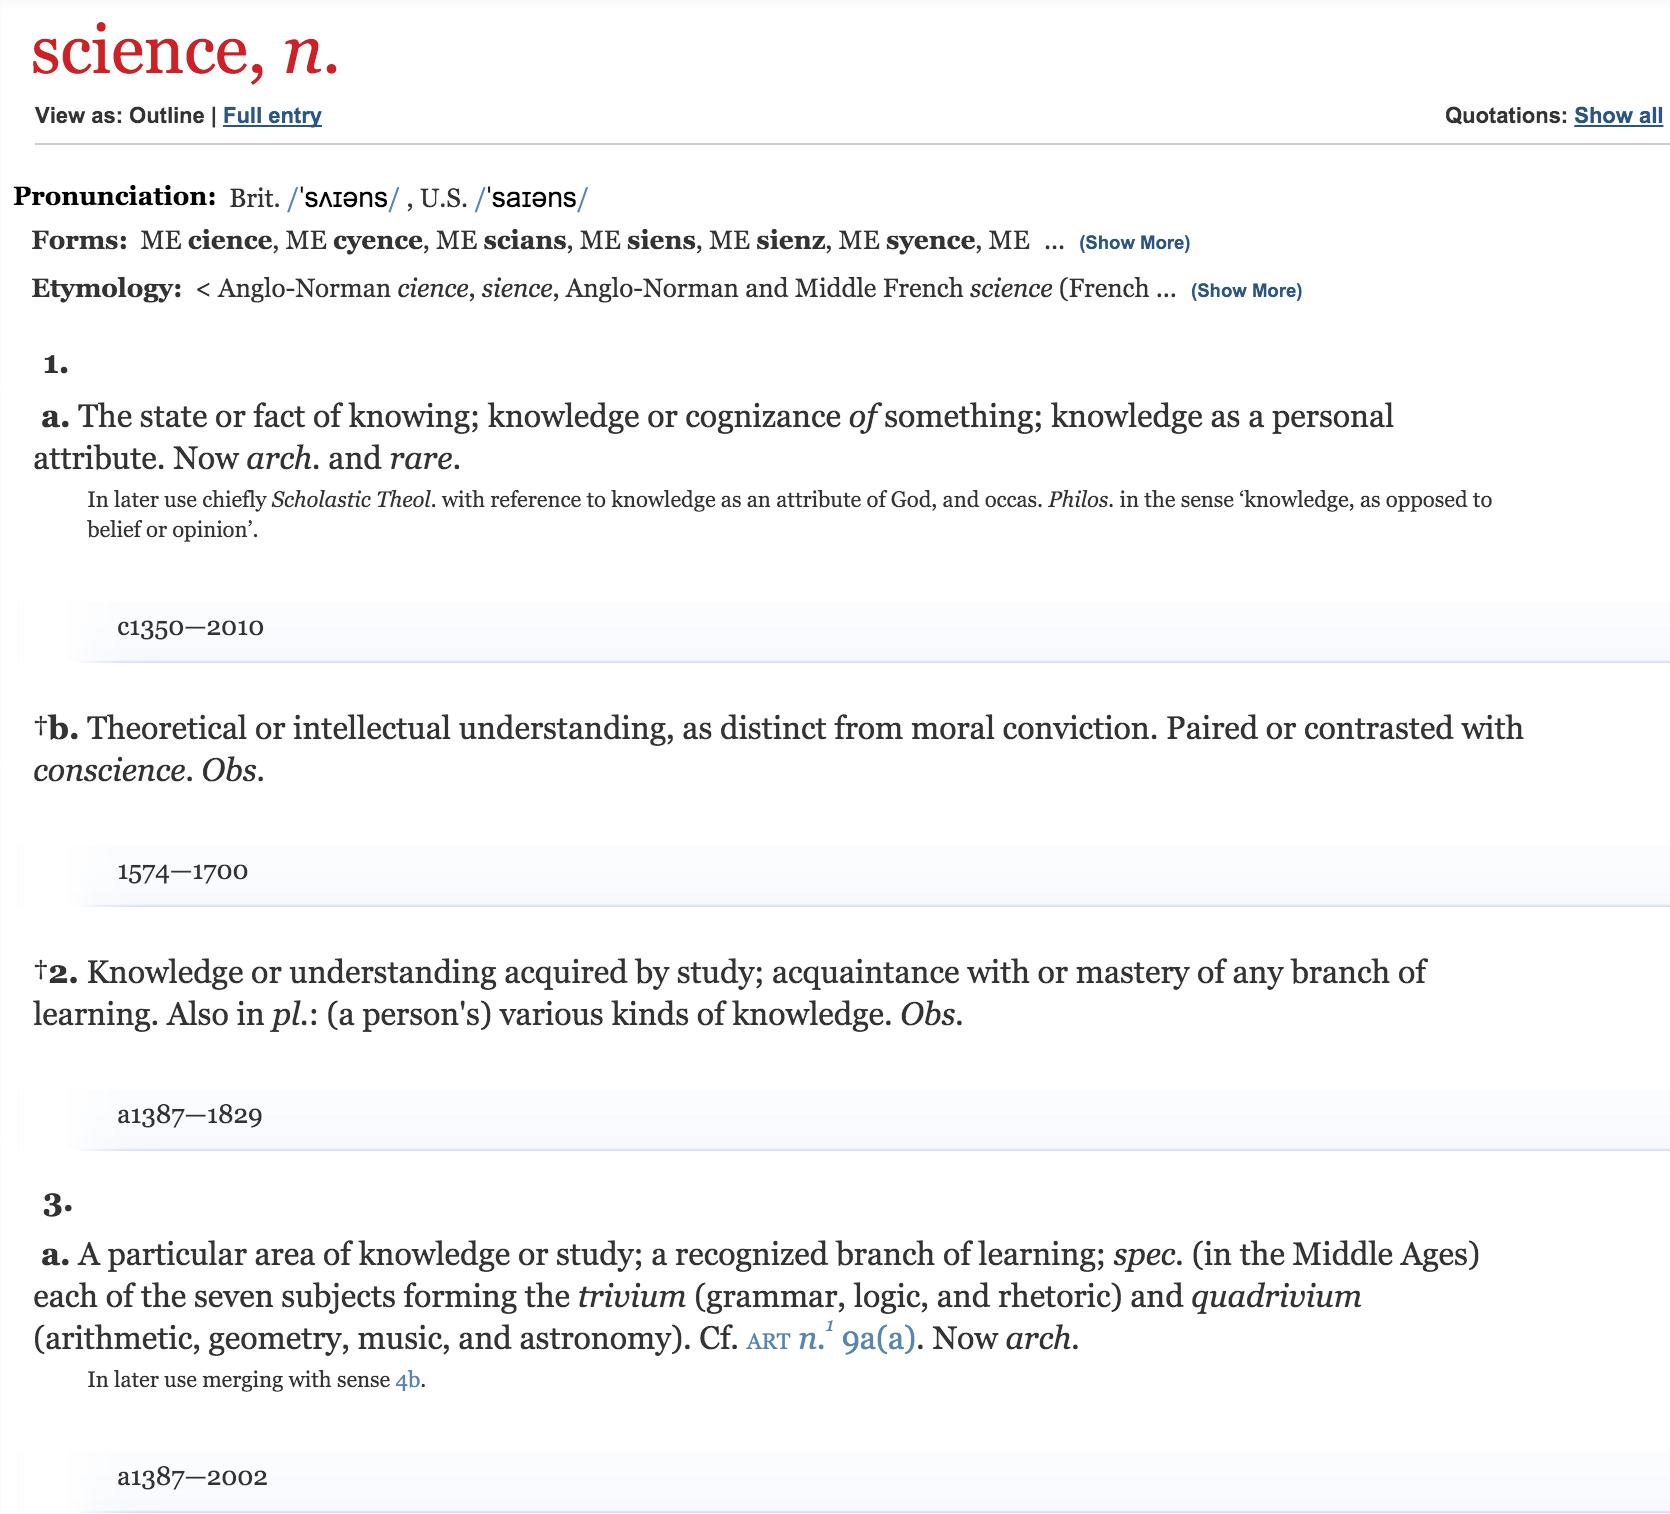 science, n.
View as: Outline | Full entry
Quotations: Show all
Pronunciation: Brit. /ˈsʌɪəns/ , U.S. /ˈsaɪəns/
Forms: ME cience, ME cyence, ME scians, ME siens, ME sienz, ME syence, ME ... (Show More)
Etymology: < Anglo-Norman cience, sience, Anglo-Norman and Middle French science (French ... (Show More)
1.
a. The state or fact of knowing; knowledge or cognizance of something; knowledge as a personal
attribute. Now arch. and rare.
In later use chiefly Scholastic Theol. with reference to knowledge as an attribute of God, and occas. Philos. in the sense ‘knowledge, as opposed to
belief or opinion’.
c1350—2010
†b. Theoretical or intellectual understanding, as distinct from moral conviction. Paired or contrasted with
conscience. Obs.
1574—1700
†2. Knowledge or understanding acquired by study; acquaintance with or mastery of any branch of
learning. Also in pl.: (a person's) various kinds of knowledge. Obs.
a1387—1829
3.
a. A particular area of knowledge or study; a recognized branch of learning; spec. (in the Middle Ages)
each of the seven subjects forming the trivium (grammar, logic, and rhetoric) and quadrivium
(arithmetic, geometry, music, and astronomy). Cf. ART n.¹ 9a(a). Now arch.
In later use merging with sense 4b.
a1387—2002